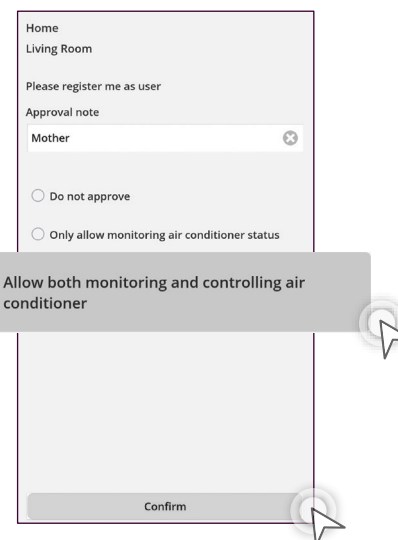 Home
Living Room
Please register me as user
Approval note
Mother
Do not approve
Only allow monitoring air conditioner status
Allow both monitoring and controlling air
conditioner
Confirm